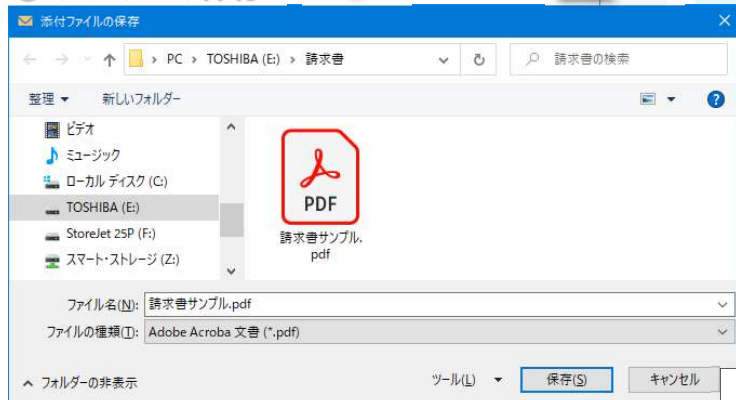 添付ファイルの保存
PC › TOSHIBA (E:) › 請求書
請求書の検索
整理
新しいフォルダー
ビデオ
ミュージック
ローカル ディスク (C:)
TOSHIBA (E:)
StoreJet 25P (F:)
スマート・ストレージ (Z:)
PDF
請求書サンプル.
pdf
ファイル名(N): 請求書サンプル.pdf
ファイルの種類(T): Adobe Acroba 文書 (*.pdf)
フォルダーの非表示
ツール(L)
保存(S)
キャンセル